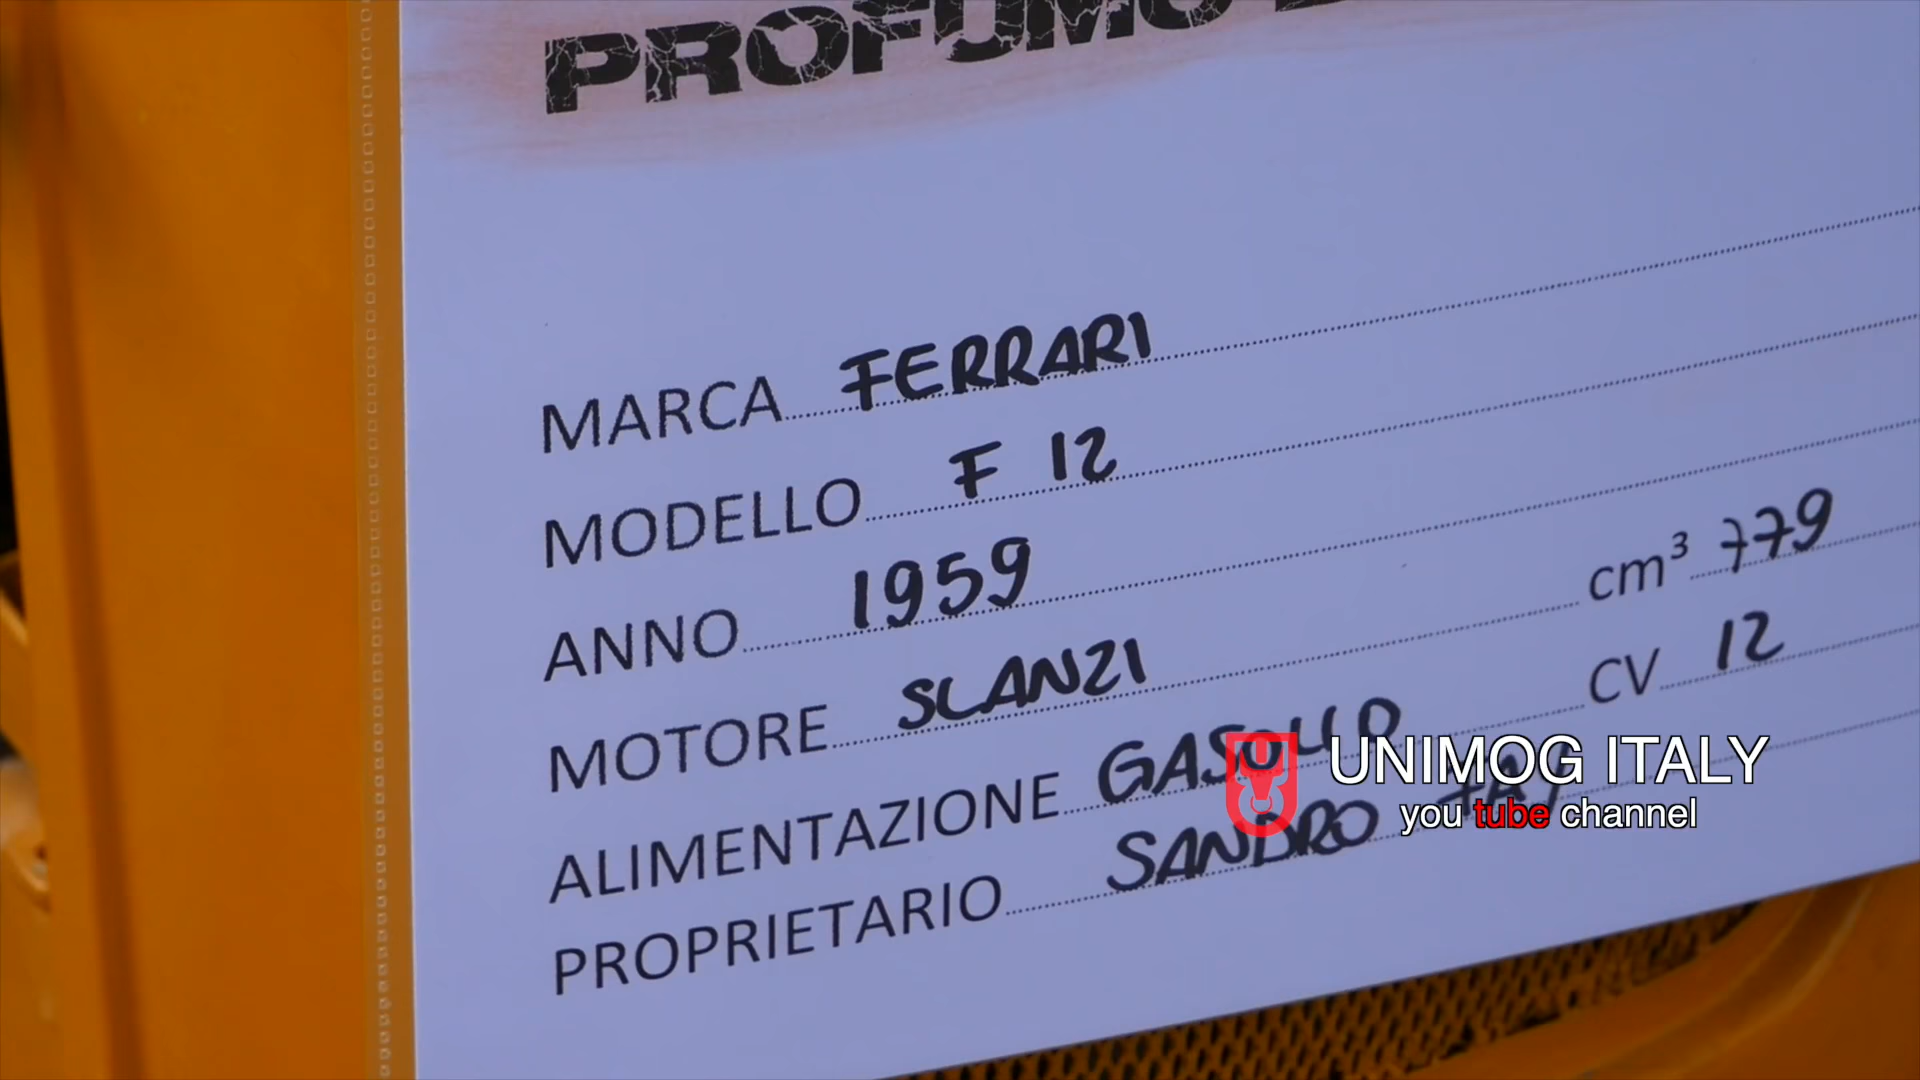 PROFUMO
MARCA FERRARI
MODELLO F 12
ANNO 1959
MOTORE SLANZI cm³ 779
ALIMENTAZIONE GASOLIO CV 12
PROPRIETARIO SANDRO
UNIMOG ITALY
you tube channel